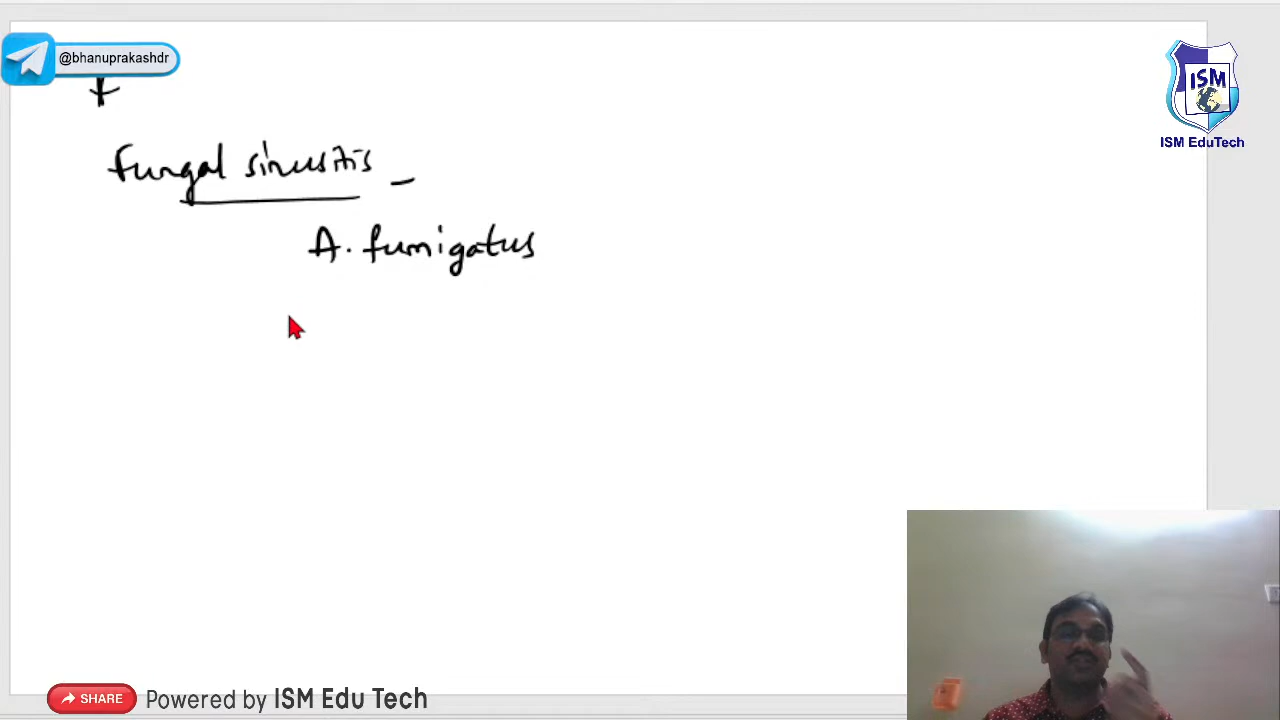 @bhanuprakashdr
ISM
ISM EduTech
Fungal sinusitis -
A. fumigatus
SHARE
Powered by ISM Edu Tech